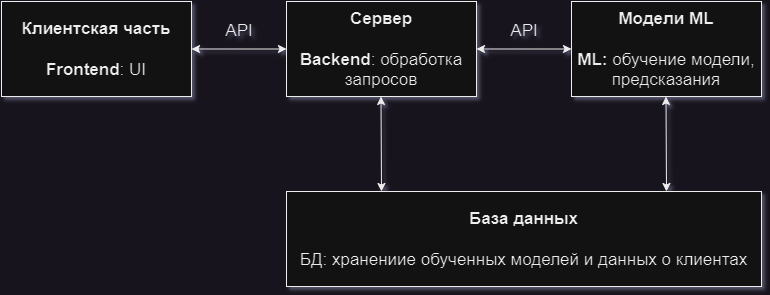 Клиентская часть
Frontend: UI
API
Сервер
Backend: обработка
запросов
API
Модели ML
ML: обучение модели,
предсказания
База данных
БД: хранениие обученных моделей и данных о клиентах